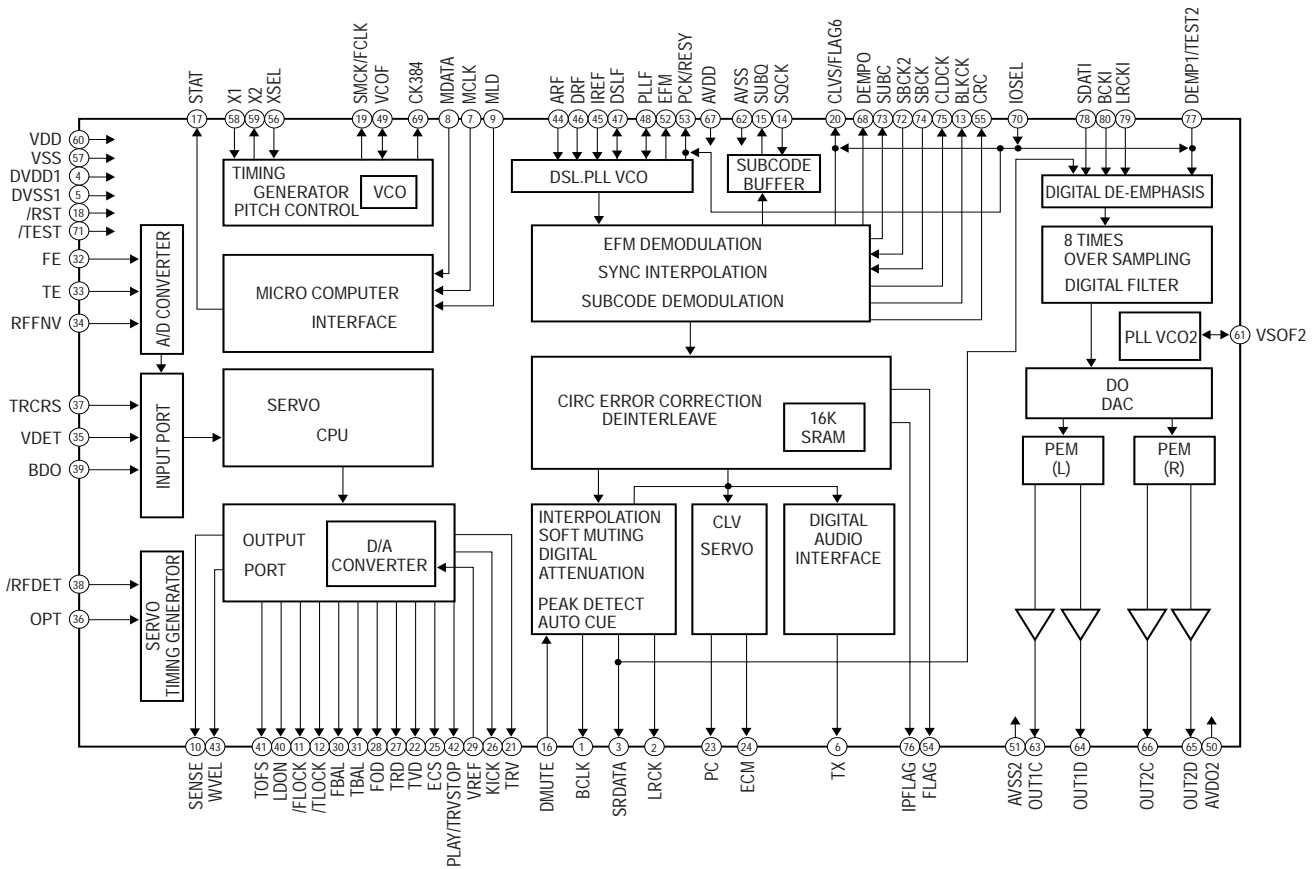 STAT
X1
X2
XSEL
SMCK/FCLK
VCOF
CK384
MDATA
MCLK
MLD
ARF
DRF
IREF
DSLF
PLLF
EFM
PCK/RESY
AVDD
AVSS
SUBQ
SQCK
CLVS/FLAG6
DEMPO
SUBC
SBCK2
SBCK
CLDCK
BLKCK
CRC
IOSEL
SDATI
BCKI
LRCKI
DEMP1/TEST2
17
58
59
56
19
49
69
8
7
9
44
46
45
47
48
52
53
67
62
15
14
20
68
73
72
74
75
13
55
70
78
80
79
77
VDD 60
VSS 57
DVDD1 4
DVSS1 5
/RST 18
/TEST 71
FE 32
TE 33
RFFNV 34
TRCRS 37
VDET 35
BDO 39
/RFDET 38
OPT 36
A/D CONVERTER
INPUT PORT
SERVO
TIMING GENERATOR
TIMING
GENERATOR
PITCH CONTROL
VCO
MICRO COMPUTER
INTERFACE
SERVO
CPU
OUTPUT
PORT
D/A
CONVERTER
DSL.PLL VCO
SUBCODE
BUFFER
EFM DEMODULATION
SYNC INTERPOLATION
SUBCODE DEMODULATION
CIRC ERROR CORRECTION
DEINTERLEAVE
16K
SRAM
INTERPOLATION
SOFT MUTING
DIGITAL
ATTENUATION
PEAK DETECT
AUTO CUE
CLV
SERVO
DIGITAL
AUDIO
INTERFACE
DIGITAL DE-EMPHASIS
8 TIMES
OVER SAMPLING
DIGITAL FILTER
PLL VCO2
61 VSOF2
DO
DAC
PEM
(L)
PEM
(R)
10
43
41
40
11
12
30
31
28
27
22
25
42
29
26
21
16
1
3
2
23
24
6
76
54
51
63
64
66
65
50
SENSE
WVEL
TOFS
LDON
/FLOCK
/TLOCK
FBAL
TBAL
FOD
TRD
TVD
ECS
PLAY/TRVSTOP
VREF
KICK
TRV
DMUTE
BCLK
SRDATA
LRCK
PC
ECM
TX
IPFLAG
FLAG
AVSS2
OUT1C
OUT1D
OUT2C
OUT2D
AVDO2